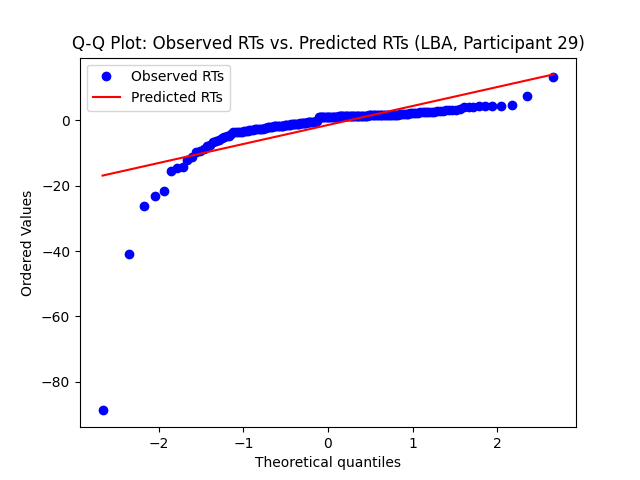 Q-Q Plot: Observed RTs vs. Predicted RTs (LBA, Participant 29)
Observed RTs
Predicted RTs
Ordered Values
0
−20
−40
−60
−80
−2
−1
0
1
2
Theoretical quantiles